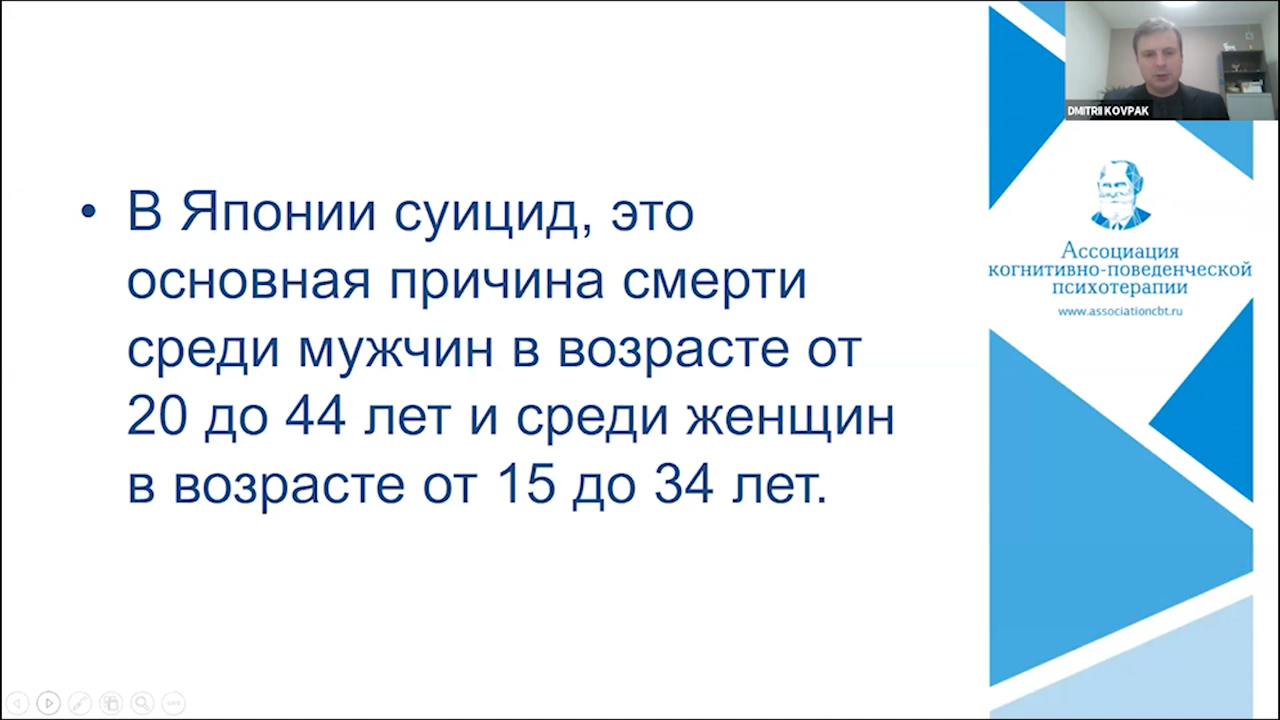 • В Японии суицид, это
основная причина смерти
среди мужчин в возрасте от
20 до 44 лет и среди женщин
в возрасте от 15 до 34 лет.
DMITRII KOVPAK
Ассоциация
когнитивно-поведенческой
психотерапии
www.associationcbt.ru